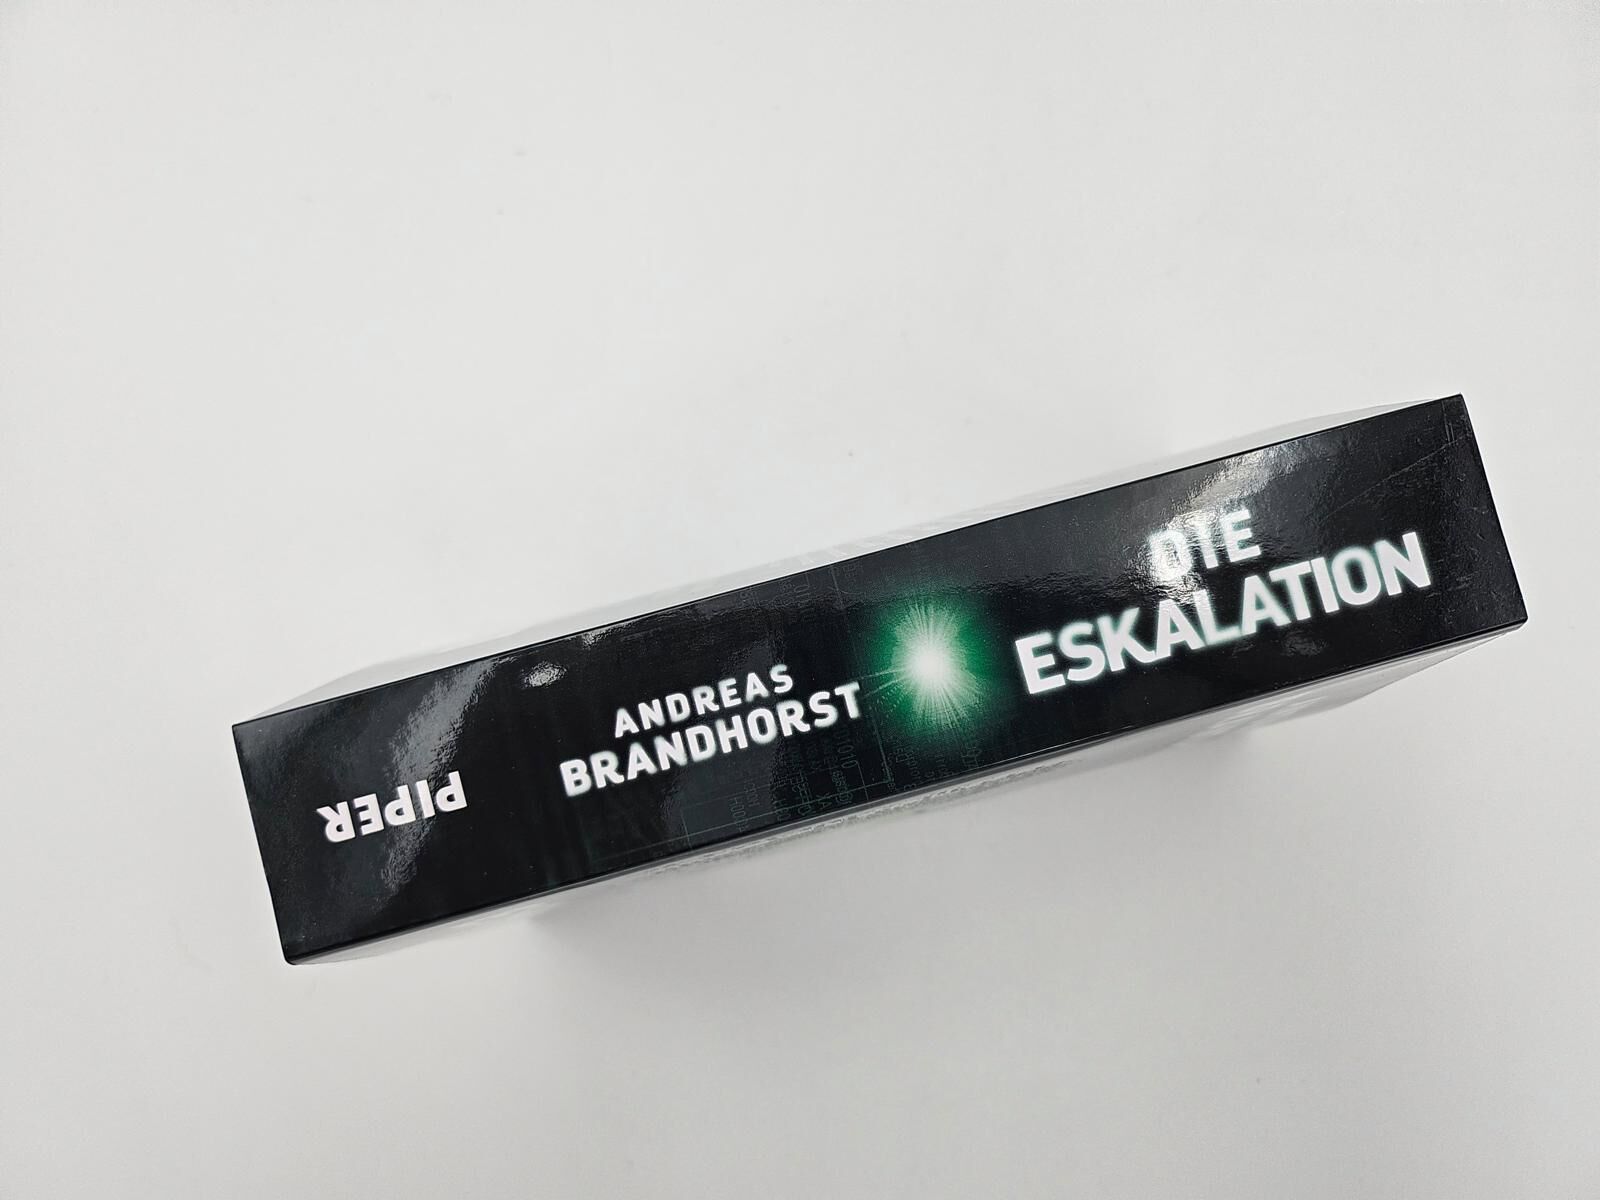 PIPER
ANDREAS
BRANDHORST
DIE
ESKALATION